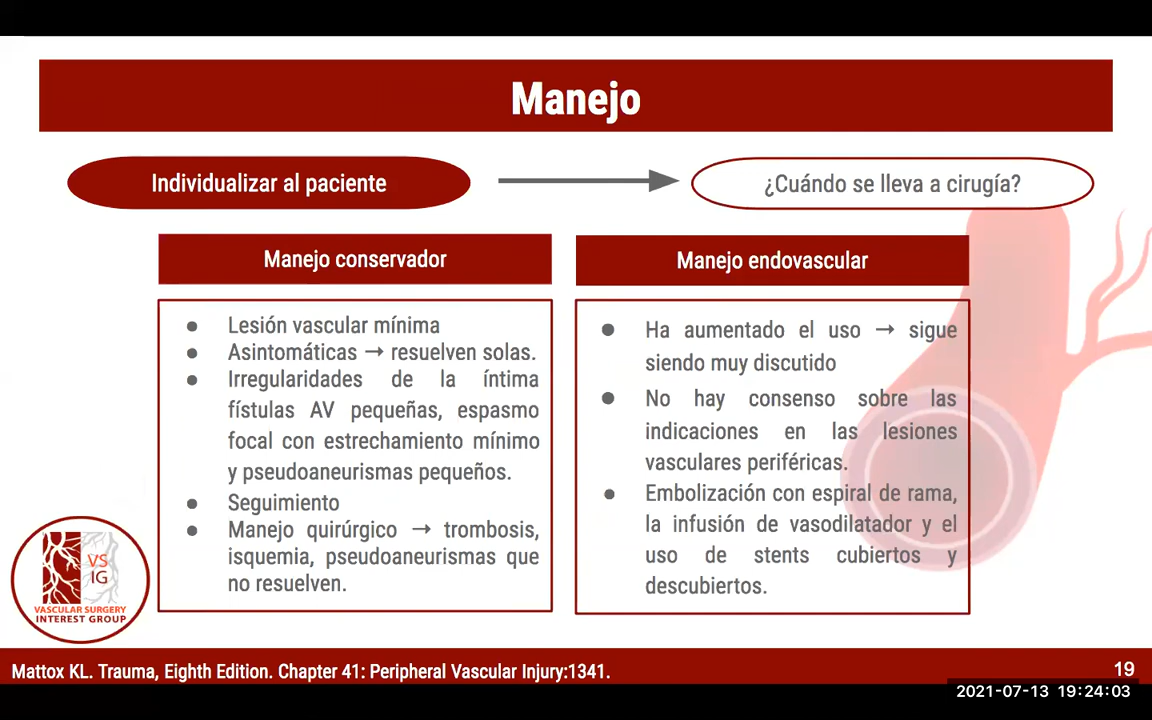 Manejo
Individualizar al paciente
¿Cuándo se lleva a cirugía?
Manejo conservador
● Lesión vascular mínima
● Asintomáticas → resuelven solas.
● Irregularidades de la íntima
fístulas AV pequeñas, espasmo
focal con estrechamiento mínimo
y pseudoaneurismas pequeños.
● Seguimiento
● Manejo quirúrgico → trombosis,
isquemia, pseudoaneurismas que
no resuelven.
Manejo endovascular
● Ha aumentado el uso → sigue
siendo muy discutido
● No hay consenso sobre las
indicaciones en las lesiones
vasculares periféricas.
● Embolización con espiral de rama,
la infusión de vasodilatador y el
uso de stents cubiertos y
descubiertos.
VS
IG
VASCULAR SURGERY
INTEREST GROUP
Mattox KL. Trauma, Eighth Edition. Chapter 41: Peripheral Vascular Injury:1341.
19
2021-07-13 19:24:03